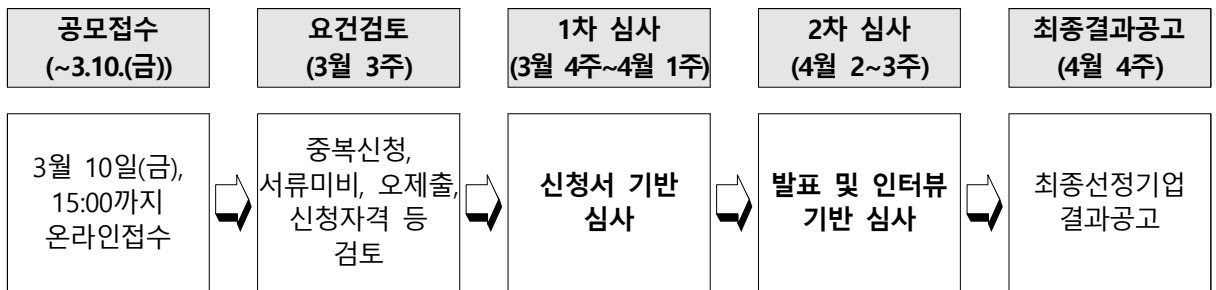 공모접수
(~3.10.(금))
요건검토
(3월 3주)
1차 심사
(3월 4주~4월 1주)
2차 심사
(4월 2~3주)
최종결과공고
(4월 4주)
3월 10일(금),
15:00까지
온라인접수
중복신청,
서류미비, 오제출,
신청자격 등
검토
신청서 기반
심사
발표 및 인터뷰
기반 심사
최종선정기업
결과공고